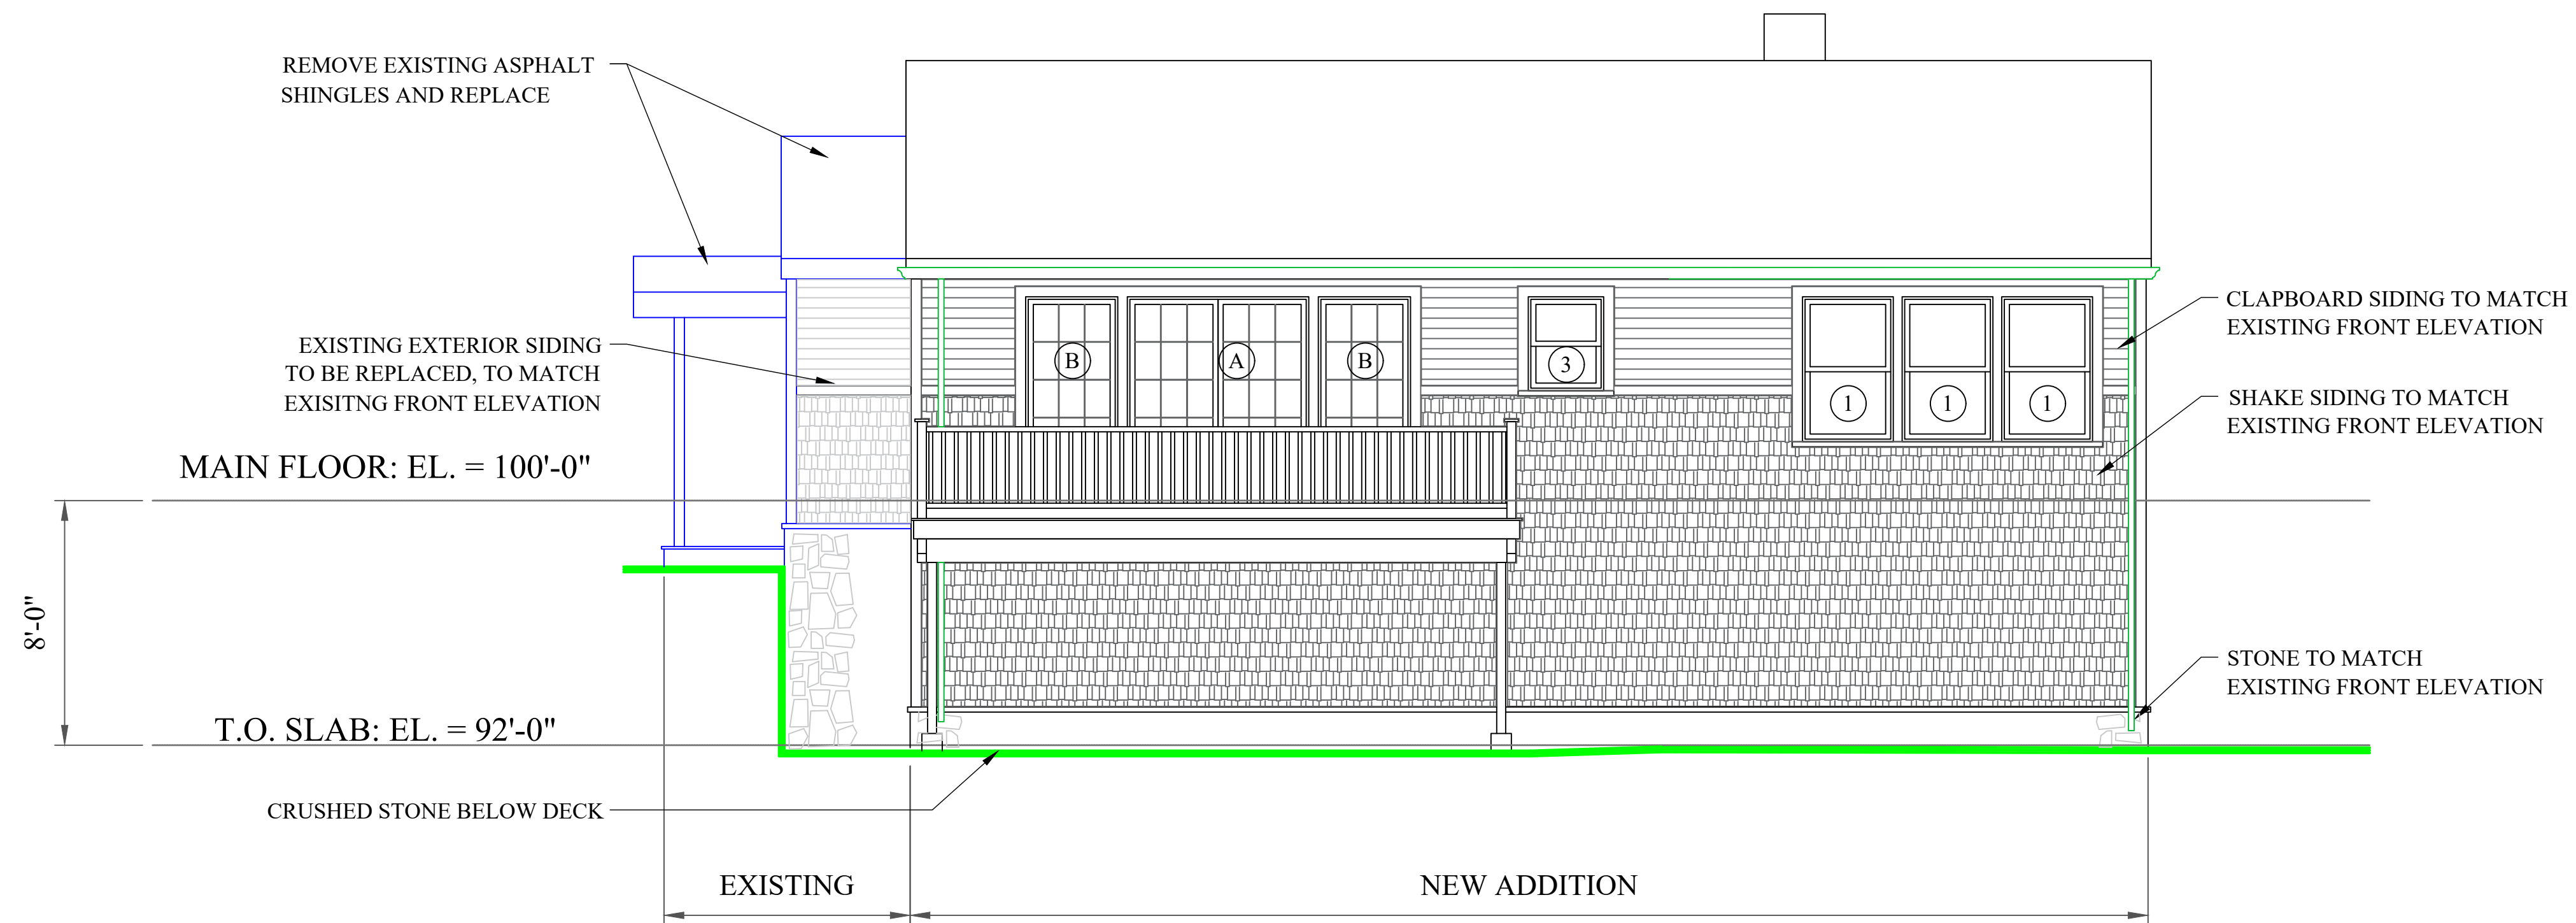 REMOVE EXISTING ASPHALT
SHINGLES AND REPLACE
EXISTING EXTERIOR SIDING
TO BE REPLACED, TO MATCH
EXISITNG FRONT ELEVATION
MAIN FLOOR: EL. = 100'-0"
8'-0"
T.O. SLAB: EL. = 92'-0"
CRUSHED STONE BELOW DECK
B
A
B
3
1
1
1
CLAPBOARD SIDING TO MATCH
EXISTING FRONT ELEVATION
SHAKE SIDING TO MATCH
EXISTING FRONT ELEVATION
STONE TO MATCH
EXISTING FRONT ELEVATION
EXISTING
NEW ADDITION